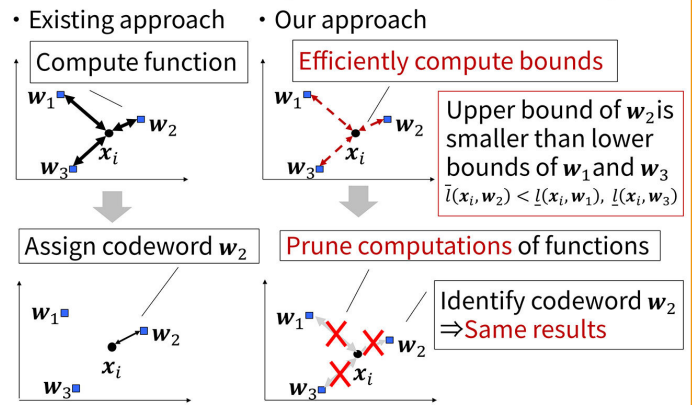 ・Existing approach
Compute function
w₁
w₂
w₃
xᵢ
Assign codeword w₂
w₁
w₂
w₃
xᵢ
・Our approach
Efficiently compute bounds
w₁
w₂
w₃
xᵢ
Upper bound of w₂ is
smaller than lower
bounds of w₁ and w₃
l̅(xᵢ, w₂) < l̲(xᵢ, w₁), l̲(xᵢ, w₃)
Prune computations of functions
w₁
w₂
w₃
xᵢ
Identify codeword w₂
⇒Same results